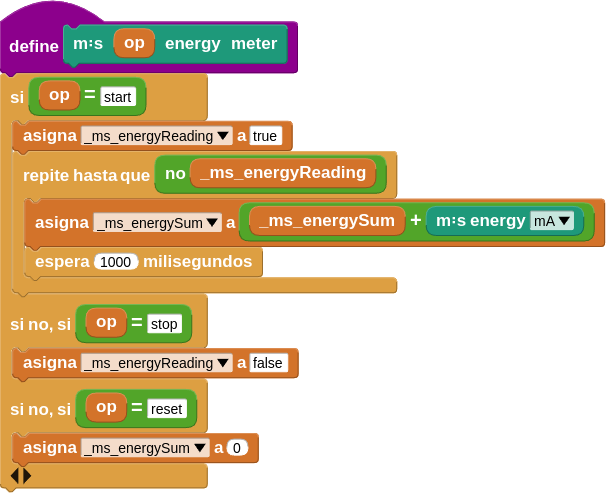 define m:s op energy meter
si op = start
asigna _ms_energyReading ▼ a true
repite hasta que no _ms_energyReading
asigna _ms_energySum ▼ a _ms_energySum + m:s energy mA ▼
espera 1000 milisegundos
si no, si op = stop
asigna _ms_energyReading ▼ a false
si no, si op = reset
asigna _ms_energySum ▼ a 0